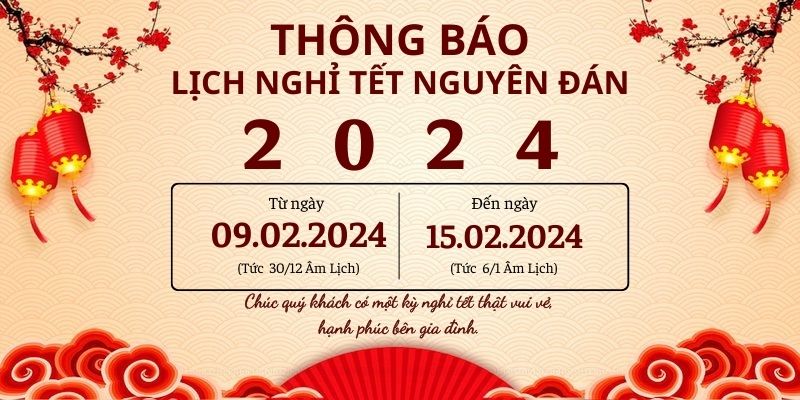 THÔNG BÁO
LỊCH NGHỈ TẾT NGUYÊN ĐÁN
2 0 2 4
Từ ngày
09.02.2024
(Tức 30/12 Âm Lịch)
Đến ngày
15.02.2024
(Tức 6/1 Âm Lịch)
Chúc quý khách có một kỳ nghỉ tết thật vui vẻ,
hạnh phúc bên gia đình.